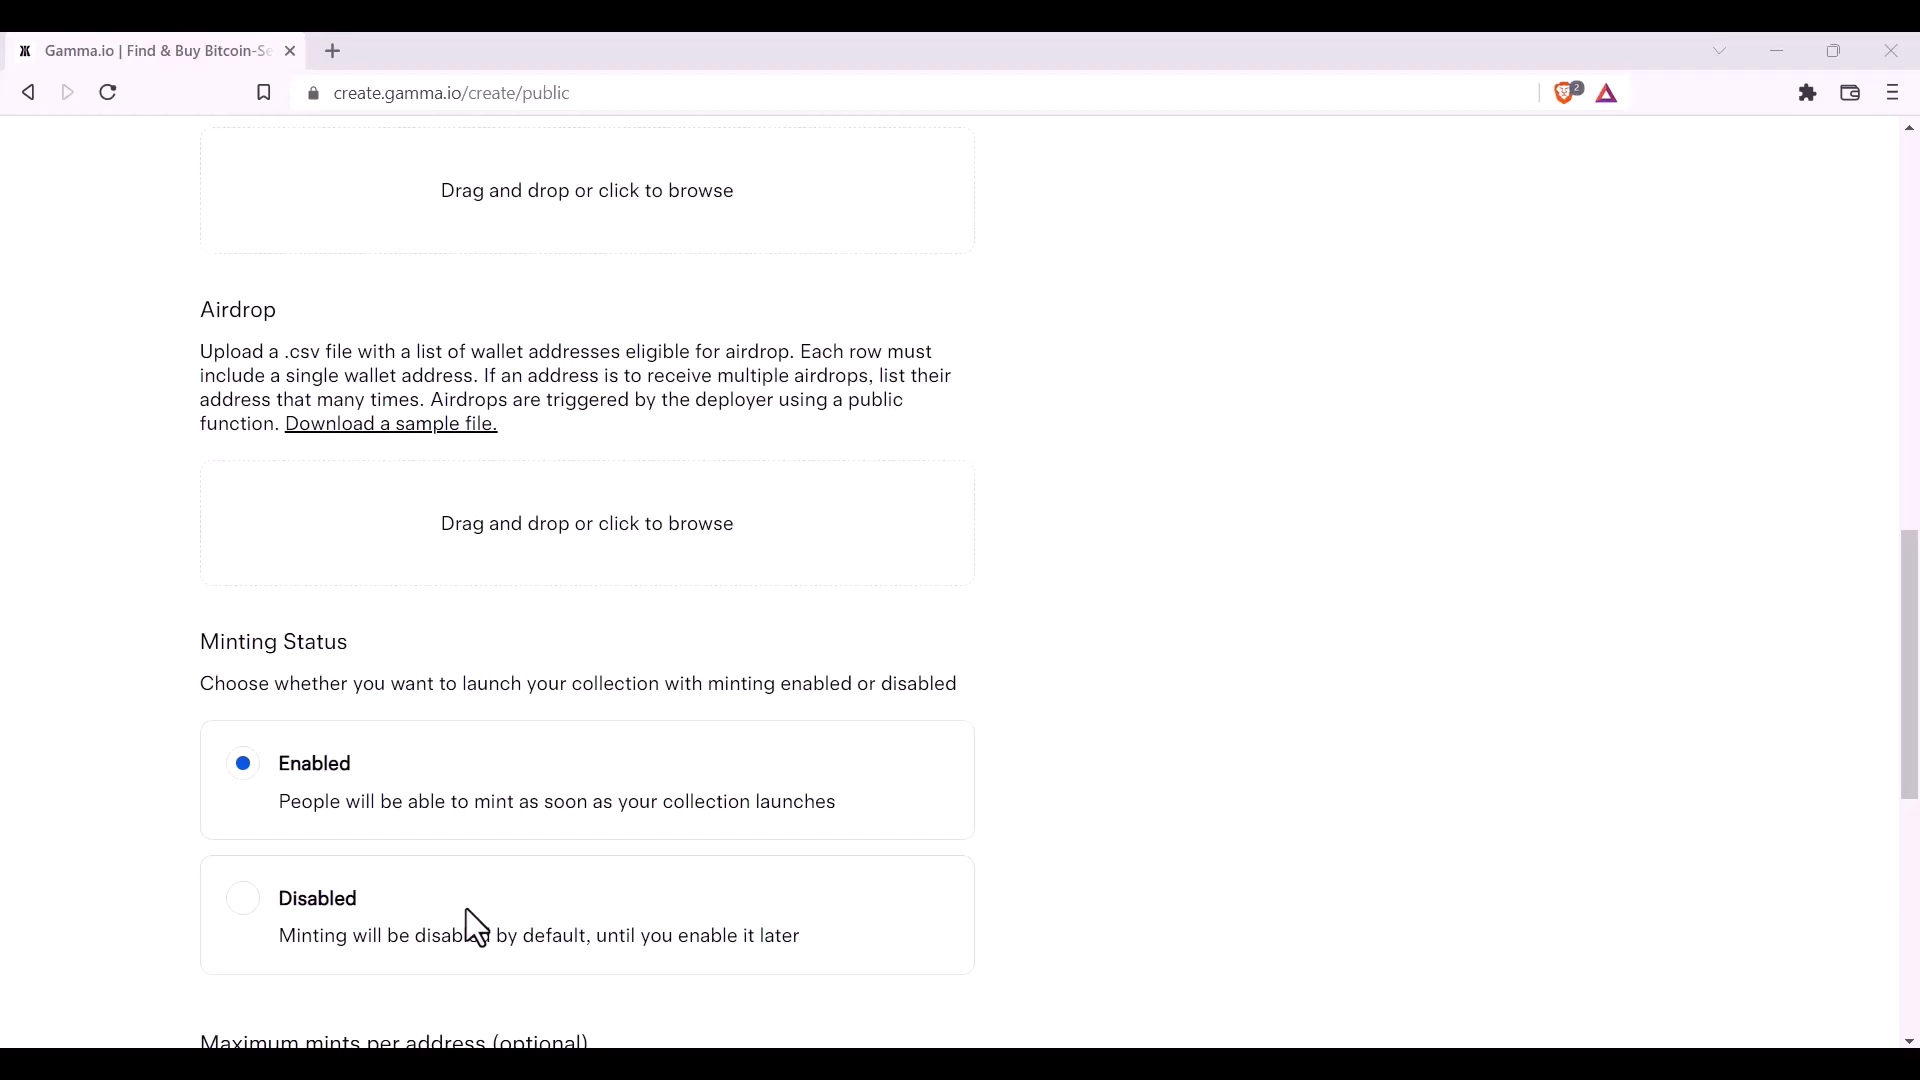 Gamma.io | Find & Buy Bitcoin-Se
create.gamma.io/create/public
2
Drag and drop or click to browse
Airdrop
Upload a .csv file with a list of wallet addresses eligible for airdrop. Each row must
include a single wallet address. If an address is to receive multiple airdrops, list their
address that many times. Airdrops are triggered by the deployer using a public
function. Download a sample file.
Drag and drop or click to browse
Minting Status
Choose whether you want to launch your collection with minting enabled or disabled
Enabled
People will be able to mint as soon as your collection launches
Disabled
Minting will be disabled by default, until you enable it later
Maximum mints per address (optional)